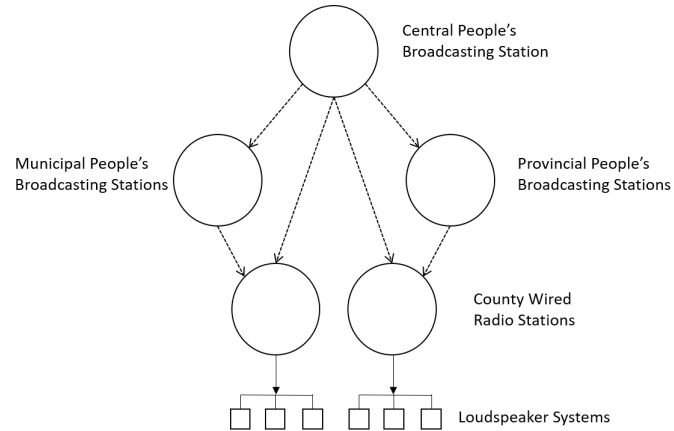 Central People's
Broadcasting Station
Municipal People's
Broadcasting Stations
Provincial People's
Broadcasting Stations
County Wired
Radio Stations
Loudspeaker Systems